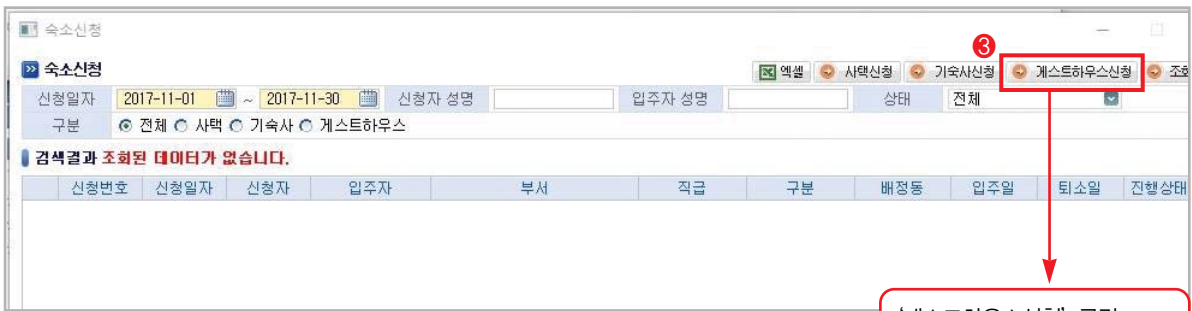 숙소신청
❸
숙소신청 엑셀 사택신청 기숙사신청 게스트하우스신청 조회
신청일자 2017-11-01 ~ 2017-11-30 신청자 성명 입주자 성명 상태 전체
구분 전체 사택 기숙사 게스트하우스
검색결과 조회된 데이터가 없습니다.
신청번호 신청일자 신청자 입주자 부서 직급 구분 배정동 입주일 퇴소일 진행상태